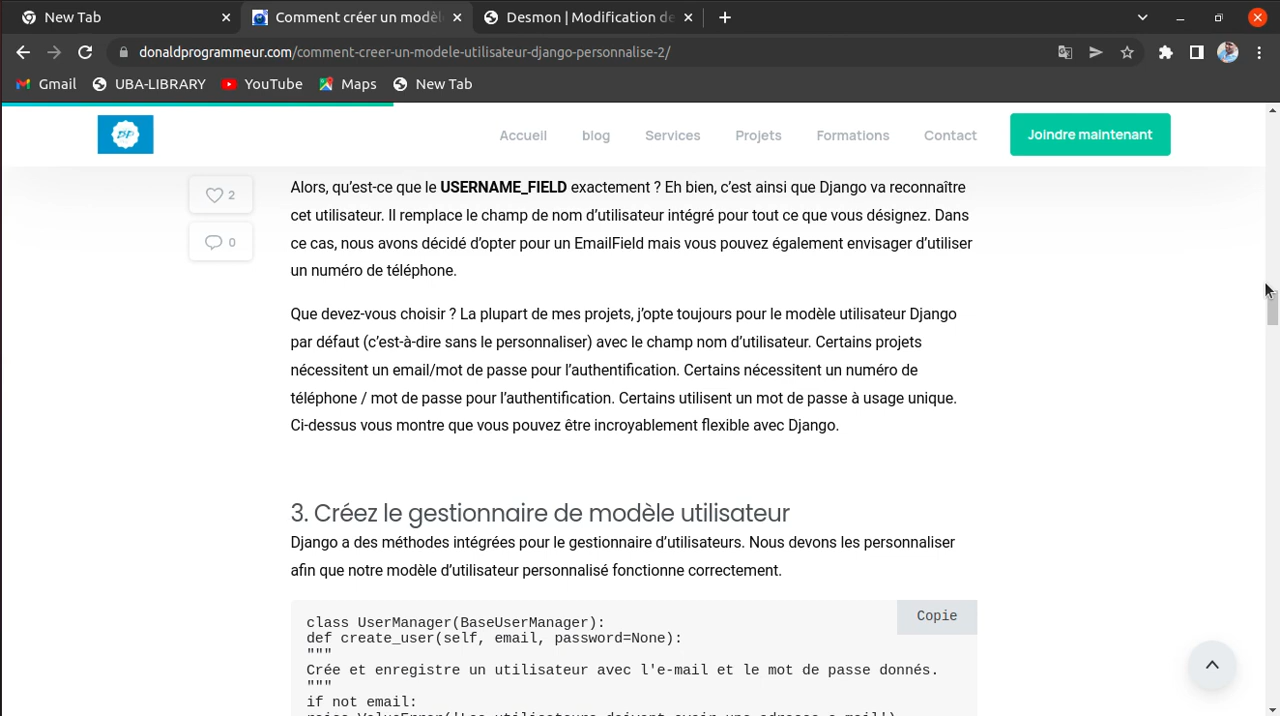 New Tab
Comment créer un modèl
Desmon | Modification de
donaldprogrammeur.com/comment-creer-un-modele-utilisateur-django-personnalise-2/
Gmail
UBA-LIBRARY
YouTube
Maps
New Tab
DP
Accueil
blog
Services
Projets
Formations
Contact
Joindre maintenant
2
0
Alors, qu’est-ce que le USERNAME_FIELD exactement ? Eh bien, c’est ainsi que Django va reconnaître
cet utilisateur. Il remplace le champ de nom d’utilisateur intégré pour tout ce que vous désignez. Dans
ce cas, nous avons décidé d’opter pour un EmailField mais vous pouvez également envisager d’utiliser
un numéro de téléphone.
Que devez-vous choisir ? La plupart de mes projets, j’opte toujours pour le modèle utilisateur Django
par défaut (c’est-à-dire sans le personnaliser) avec le champ nom d’utilisateur. Certains projets
nécessitent un email/mot de passe pour l’authentification. Certains nécessitent un numéro de
téléphone / mot de passe pour l’authentification. Certains utilisent un mot de passe à usage unique.
Ci-dessus vous montre que vous pouvez être incroyablement flexible avec Django.
3. Créez le gestionnaire de modèle utilisateur
Django a des méthodes intégrées pour le gestionnaire d’utilisateurs. Nous devons les personnaliser
afin que notre modèle d’utilisateur personnalisé fonctionne correctement.
Copie
class UserManager(BaseUserManager):
def create_user(self, email, password=None):
"""
Crée et enregistre un utilisateur avec l'e-mail et le mot de passe donnés.
"""
if not email:
raise ValueError('Les utilisateurs doivent avoir une adresse e-mail')